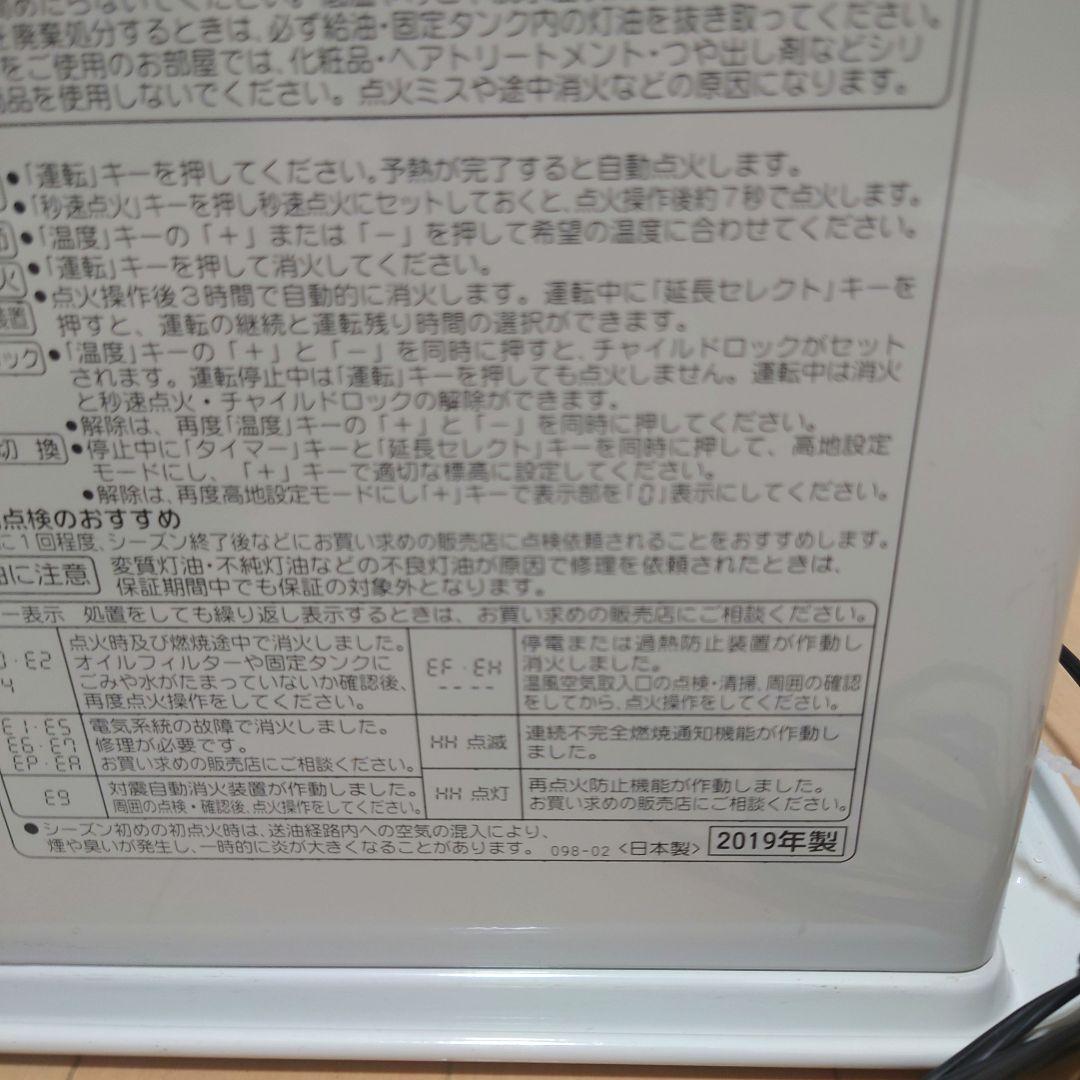 を廃棄処分するときは、必ず給油・固定タンク内の灯油を抜き取ってください。
をご使用のお部屋では、化粧品・ヘアトリートメント・つや出し剤などシリ
品を使用しないでください。点火ミスや途中消火などの原因になります。
●「運転」キーを押してください。予熱が完了すると自動点火します。
●「秒速点火」キーを押し秒速点火にセットしておくと、点火操作後約7秒で点火します。
●「温度」キーの「＋」または「－」を押して希望の温度に合わせてください。
火 ●「運転」キーを押して消火してください。
●点火操作後3時間で自動的に消火します。運転中に「延長セレクト」キーを
装置 押すと、運転の継続と運転残り時間の選択ができます。
ロック ●「温度」キーの「＋」と「－」を同時に押すと、チャイルドロックがセット
されます。運転停止中は「運転」キーを押しても点火しません。運転中は消火
と秒速点火・チャイルドロックの解除ができます。
●解除は、再度「温度」キーの「＋」と「－」を同時に押してください。
切換 ●停止中に「タイマー」キーと「延長セレクト」キーを同時に押して、高地設定
モードにし、「＋」キーで適切な標高に設定してください。
●解除は、再度高地設定モードにし「＋」キーで表示部を「0」表示にしてください。
点検のおすすめ
に1回程度、シーズン終了後などにお買い求めの販売店に点検依頼されることをおすすめします。
油に注意 変質灯油・不純灯油などの不良灯油が原因で修理を依頼されたときは、
保証期間中でも保証の対象外となります。
ー表示 処置をしても繰り返し表示するときは、お買い求めの販売店にご相談ください。
・E2
4
点火時及び燃焼途中で消火しました。
オイルフィルターや固定タンクに
ごみや水がたまっていないか確認後、
再度点火操作をしてください。
EF・EH
----
停電または過熱防止装置が作動し
消火しました。
温風空気取入口の点検・清掃、周囲の確認
をしてから、点火操作をしてください。
E1・E5
E6・E7
EP・EA
電気系統の故障で消火しました。
修理が必要です。
お買い求めの販売店にご相談ください。
HH 点滅
連続不完全燃焼通知機能が作動し
ました。
E9
対震自動消火装置が作動しました。
周囲の点検・確認後、点火操作をしてください。
HH 点灯
再点火防止機能が作動しました。
お買い求めの販売店にご相談ください。
●シーズン初めの初点火時は、送油経路内への空気の混入により、
煙や臭いが発生し、一時的に炎が大きくなることがあります。 098-02 <日本製> 2019年製